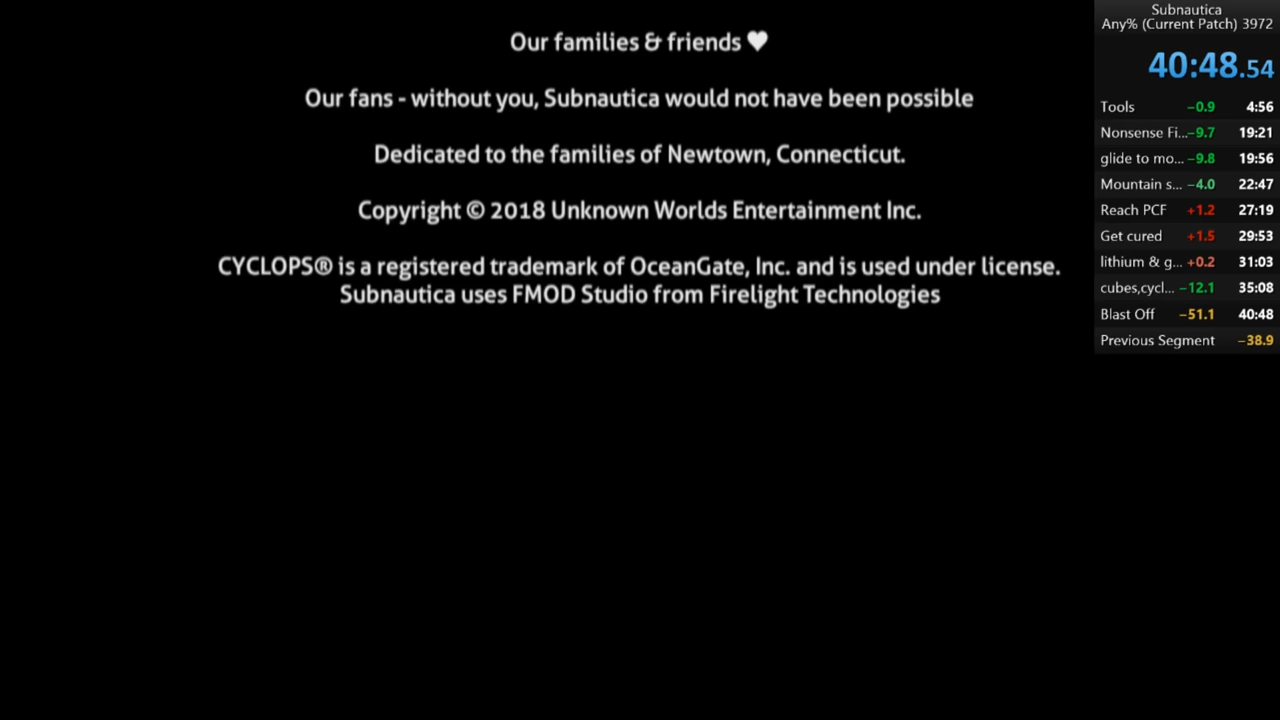 Our families & friends ♥
Our fans - without you, Subnautica would not have been possible
Dedicated to the families of Newtown, Connecticut.
Copyright © 2018 Unknown Worlds Entertainment Inc.
CYCLOPS® is a registered trademark of OceanGate, Inc. and is used under license.
Subnautica uses FMOD Studio from Firelight Technologies
Subnautica
Any% (Current Patch) 3972
40:48.54
Tools −0.9 4:56
Nonsense Fi... −9.7 19:21
glide to mo... −9.8 19:56
Mountain s... −4.0 22:47
Reach PCF +1.2 27:19
Get cured +1.5 29:53
lithium & g... +0.2 31:03
cubes,cycl... −12.1 35:08
Blast Off −51.1 40:48
Previous Segment −38.9